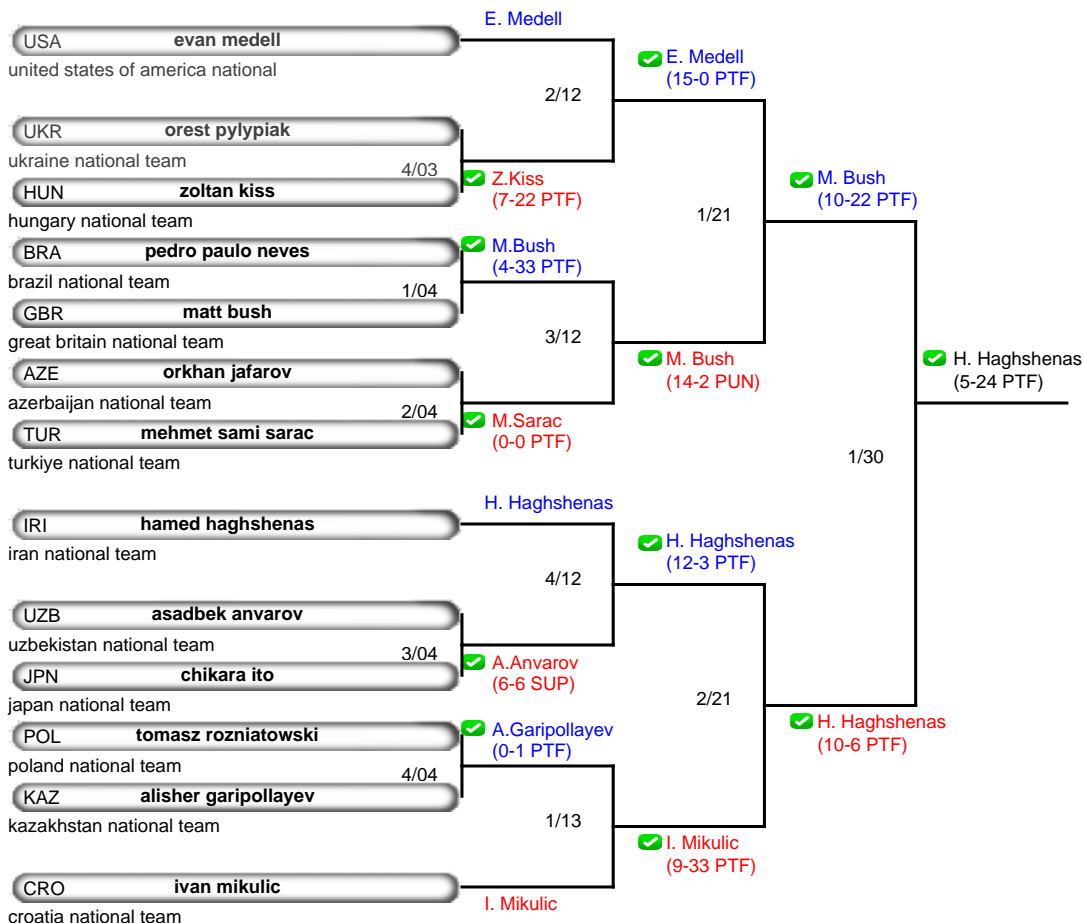 E. Medell
USA evan medell
united states of america national
E. Medell
(15-0 PTF)
2/12
UKR orest pylypiak
ukraine national team
4/03
HUN zoltan kiss
hungary national team
Z.Kiss
(7-22 PTF)
M. Bush
(10-22 PTF)
1/21
BRA pedro paulo neves
brazil national team
M.Bush
(4-33 PTF)
1/04
GBR matt bush
great britain national team
3/12
AZE orkhan jafarov
azerbaijan national team
M. Bush
(14-2 PUN)
H. Haghshenas
(5-24 PTF)
2/04
TUR mehmet sami sarac
turkiye national team
M.Sarac
(0-0 PTF)
1/30
H. Haghshenas
IRI hamed haghshenas
iran national team
H. Haghshenas
(12-3 PTF)
4/12
UZB asadbek anvarov
uzbekistan national team
3/04
JPN chikara ito
japan national team
A.Anvarov
(6-6 SUP)
2/21
H. Haghshenas
(10-6 PTF)
POL tomasz rozniatowski
poland national team
A.Garipollayev
(0-1 PTF)
4/04
KAZ alisher garipollayev
kazakhstan national team
1/13
I. Mikulic
(9-33 PTF)
CRO ivan mikulic
croatia national team
I. Mikulic